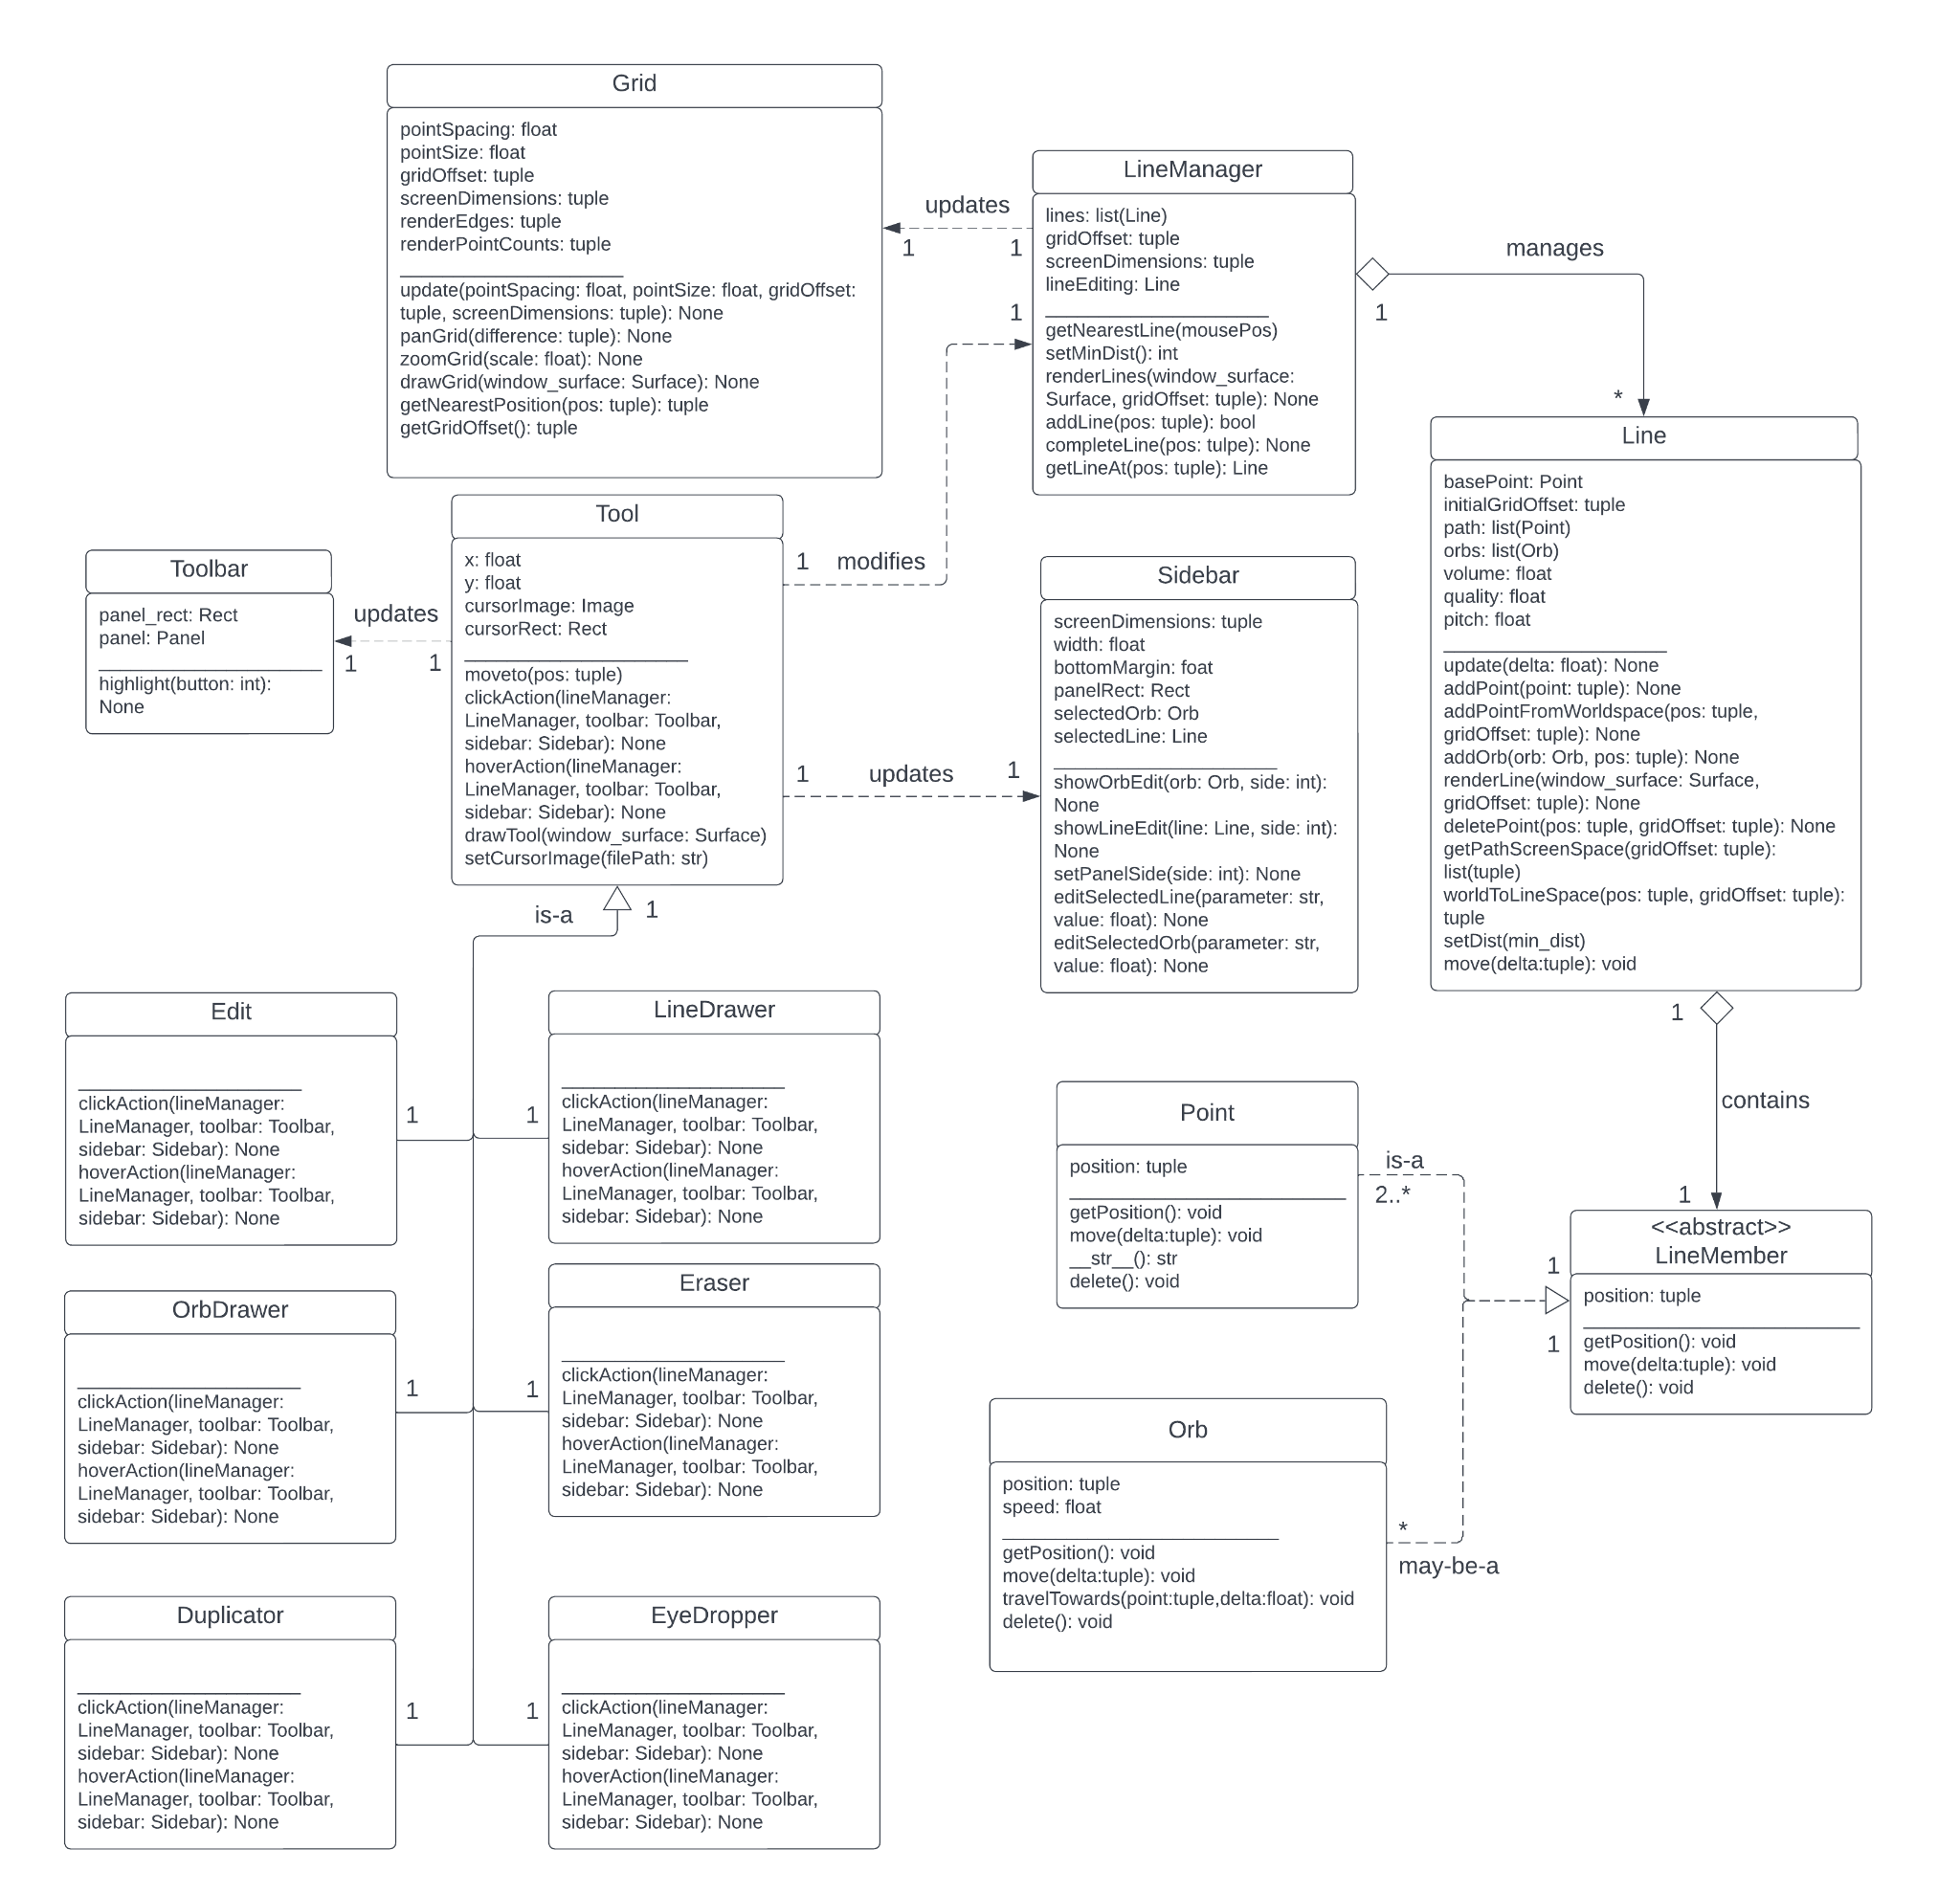 Grid
pointSpacing: float
pointSize: float
gridOffset: tuple
screenDimensions: tuple
renderEdges: tuple
renderPointCounts: tuple
update(pointSpacing: float, pointSize: float, gridOffset:
tuple, screenDimensions: tuple): None
panGrid(difference: tuple): None
zoomGrid(scale: float): None
drawGrid(window_surface: Surface): None
getNearestPosition(pos: tuple): tuple
getGridOffset(): tuple
updates
1
1
LineManager
lines: list(Line)
gridOffset: tuple
screenDimensions: tuple
lineEditing: Line
getNearestLine(mousePos)
setMinDist(): int
renderLines(window_surface:
Surface, gridOffset: tuple): None
addLine(pos: tuple): bool
completeLine(pos: tulpe): None
getLineAt(pos: tuple): Line
manages
1
*
1
modifies
1
Line
basePoint: Point
initialGridOffset: tuple
path: list(Point)
orbs: list(Orb)
volume: float
quality: float
pitch: float
update(delta: float): None
addPoint(point: tuple): None
addPointFromWorldspace(pos: tuple,
gridOffset: tuple): None
addOrb(orb: Orb, pos: tuple): None
renderLine(window_surface: Surface,
gridOffset: tuple): None
deletePoint(pos: tuple, gridOffset: tuple): None
getPathScreenSpace(gridOffset: tuple):
list(tuple)
worldToLineSpace(pos: tuple, gridOffset: tuple):
tuple
setDist(min_dist)
move(delta:tuple): void
Toolbar
panel_rect: Rect
panel: Panel
highlight(button: int):
None
updates
1
1
Tool
x: float
y: float
cursorImage: Image
cursorRect: Rect
moveto(pos: tuple)
clickAction(lineManager:
LineManager, toolbar: Toolbar,
sidebar: Sidebar): None
hoverAction(lineManager:
LineManager, toolbar: Toolbar,
sidebar: Sidebar): None
drawTool(window_surface: Surface)
setCursorImage(filePath: str)
1
updates
1
Sidebar
screenDimensions: tuple
width: float
bottomMargin: foat
panelRect: Rect
selectedOrb: Orb
selectedLine: Line
showOrbEdit(orb: Orb, side: int):
None
showLineEdit(line: Line, side: int):
None
setPanelSide(side: int): None
editSelectedLine(parameter: str,
value: float): None
editSelectedOrb(parameter: str,
value: float): None
is-a
1
Edit
clickAction(lineManager:
LineManager, toolbar: Toolbar,
sidebar: Sidebar): None
hoverAction(lineManager:
LineManager, toolbar: Toolbar,
sidebar: Sidebar): None
1
1
LineDrawer
clickAction(lineManager:
LineManager, toolbar: Toolbar,
sidebar: Sidebar): None
hoverAction(lineManager:
LineManager, toolbar: Toolbar,
sidebar: Sidebar): None
OrbDrawer
clickAction(lineManager:
LineManager, toolbar: Toolbar,
sidebar: Sidebar): None
hoverAction(lineManager:
LineManager, toolbar: Toolbar,
sidebar: Sidebar): None
1
1
Eraser
clickAction(lineManager:
LineManager, toolbar: Toolbar,
sidebar: Sidebar): None
hoverAction(lineManager:
LineManager, toolbar: Toolbar,
sidebar: Sidebar): None
Duplicator
clickAction(lineManager:
LineManager, toolbar: Toolbar,
sidebar: Sidebar): None
hoverAction(lineManager:
LineManager, toolbar: Toolbar,
sidebar: Sidebar): None
1
1
EyeDropper
clickAction(lineManager:
LineManager, toolbar: Toolbar,
sidebar: Sidebar): None
hoverAction(lineManager:
LineManager, toolbar: Toolbar,
sidebar: Sidebar): None
1
contains
1
Point
position: tuple
getPosition(): void
move(delta:tuple): void
__str__(): str
delete(): void
is-a
2..*
1
1
<<abstract>>
LineMember
position: tuple
getPosition(): void
move(delta:tuple): void
delete(): void
Orb
position: tuple
speed: float
getPosition(): void
move(delta:tuple): void
travelTowards(point:tuple,delta:float): void
delete(): void
*
may-be-a